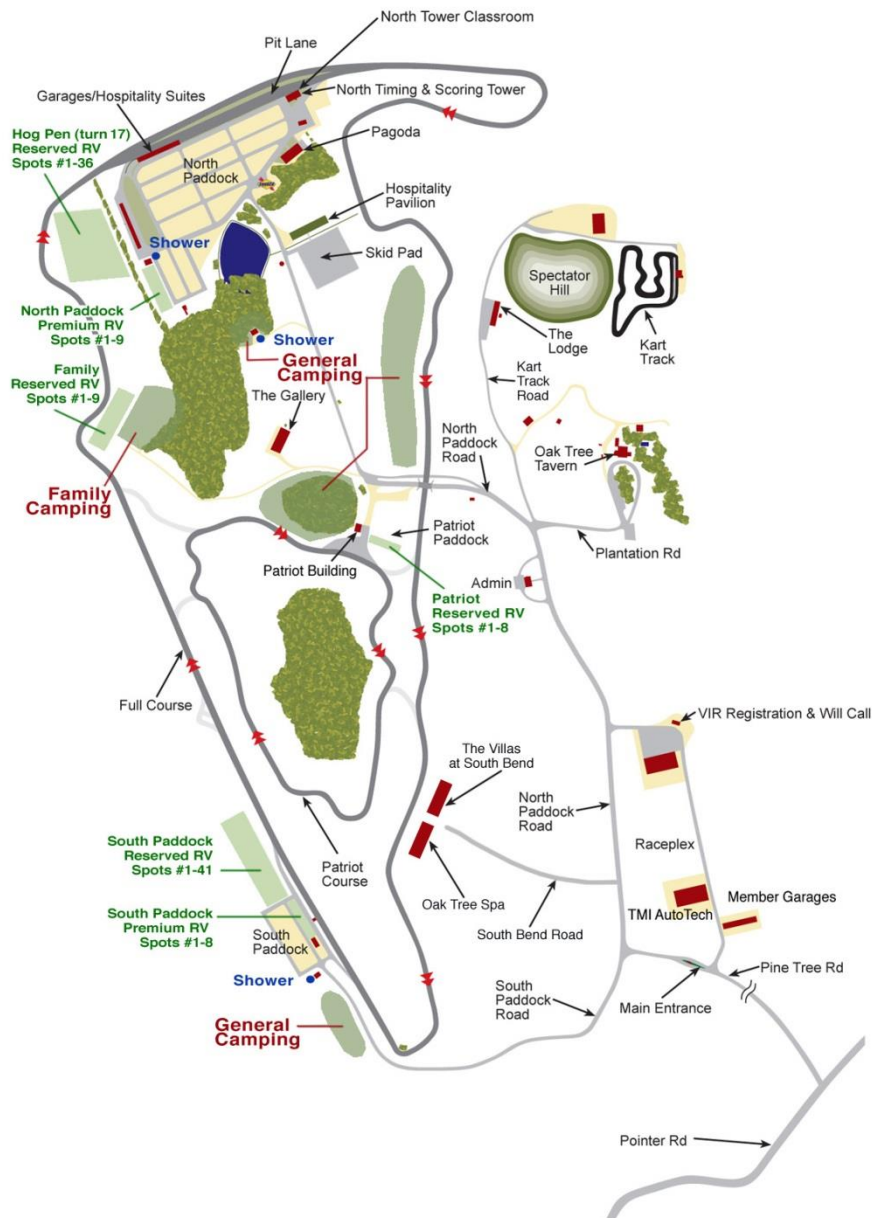 North Tower Classroom
Pit Lane
North Timing & Scoring Tower
Garages/Hospitality Suites
Hog Pen (turn 17)
Reserved RV
Spots #1-36
Pagoda
North
Paddock
Hospitality
Pavilion
Shower
Skid Pad
Spectator
Hill
North Paddock
Premium RV
Spots #1-9
Shower
The
Lodge
Kart
Track
General
Camping
Family
Reserved RV
Spots #1-9
Kart
Track
Road
The Gallery
North
Paddock
Road
Oak Tree
Tavern
Family
Camping
Patriot
Paddock
Plantation Rd
Patriot Building
Admin
Patriot
Reserved RV
Spots #1-8
Full Course
VIR Registration & Will Call
The Villas
at South Bend
North
Paddock
Road
South Paddock
Reserved RV
Spots #1-41
Patriot
Course
Raceplex
Oak Tree Spa
TMI AutoTech
Member Garages
South Paddock
Premium RV
Spots #1-8
South
Paddock
South Bend Road
Pine Tree Rd
Shower
South
Paddock
Road
Main Entrance
General
Camping
Pointer Rd